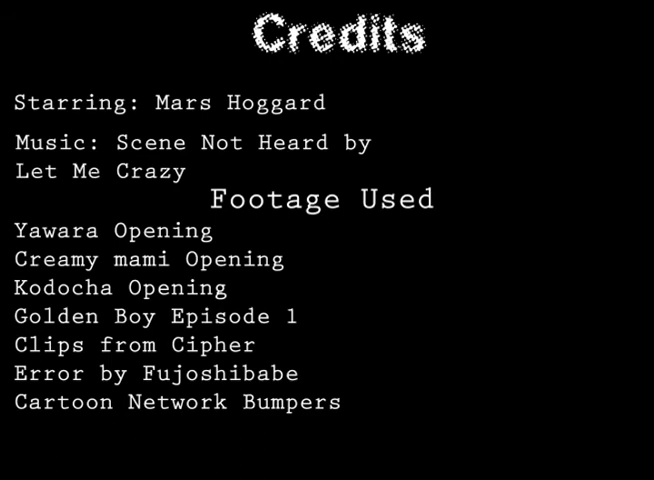 Credits
Starring: Mars Hoggard
Music: Scene Not Heard by
Let Me Crazy
Footage Used
Yawara Opening
Creamy mami Opening
Kodocha Opening
Golden Boy Episode 1
Clips from Cipher
Error by Fujoshibabe
Cartoon Network Bumpers